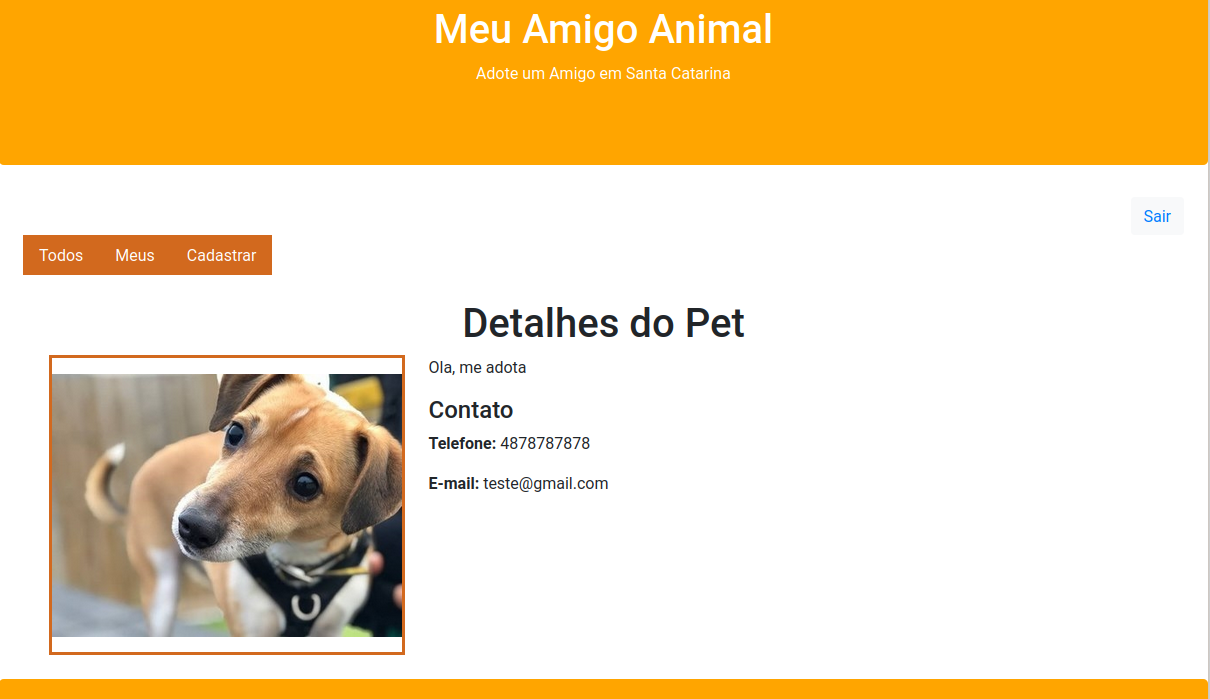 Meu Amigo Animal
Adote um Amigo em Santa Catarina
Sair
Todos Meus Cadastrar
Detalhes do Pet
Ola, me adota
Contato
Telefone: 4878787878
E-mail: teste@gmail.com